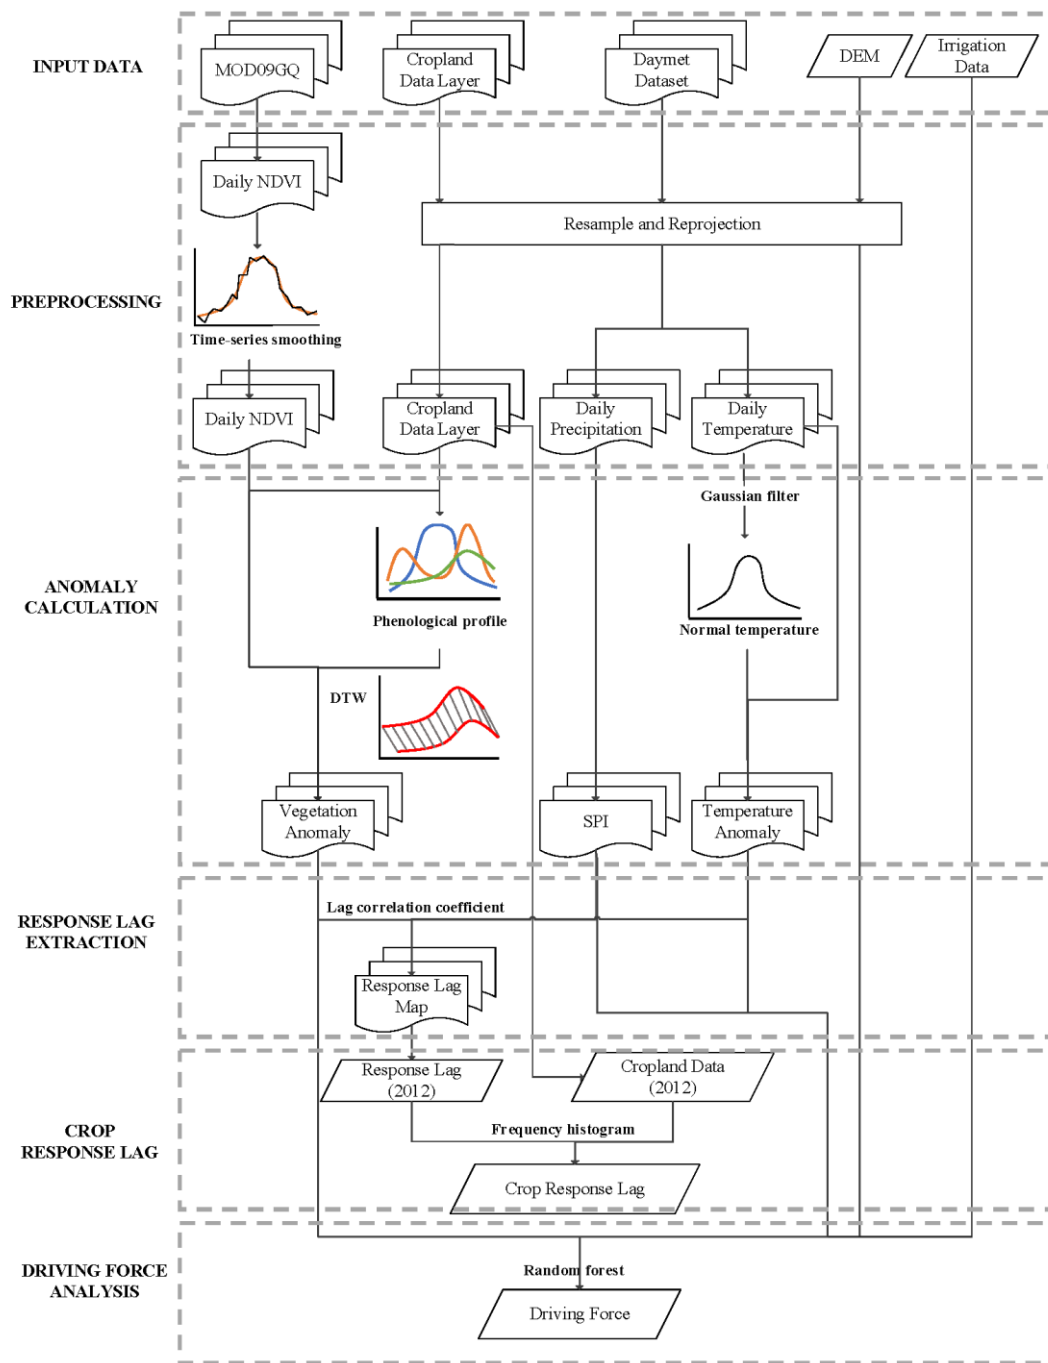 INPUT DATA
MOD09GQ
Cropland
Data Layer
Daymet
Dataset
DEM
Irrigation
Data
PREPROCESSING
Daily NDVI
Resample and Reprojection
Time-series smoothing
Daily NDVI
Cropland
Data Layer
Daily
Precipitation
Daily
Temperature
ANOMALY
CALCULATION
Gaussian filter
Phenological profile
Normal temperature
DTW
Vegetation
Anomaly
SPI
Temperature
Anomaly
RESPONSE LAG
EXTRACTION
Lag correlation coefficient
Response Lag
Map
CROP
RESPONSE LAG
Response Lag
(2012)
Cropland Data
(2012)
Frequency histogram
Crop Response Lag
DRIVING FORCE
ANALYSIS
Random forest
Driving Force